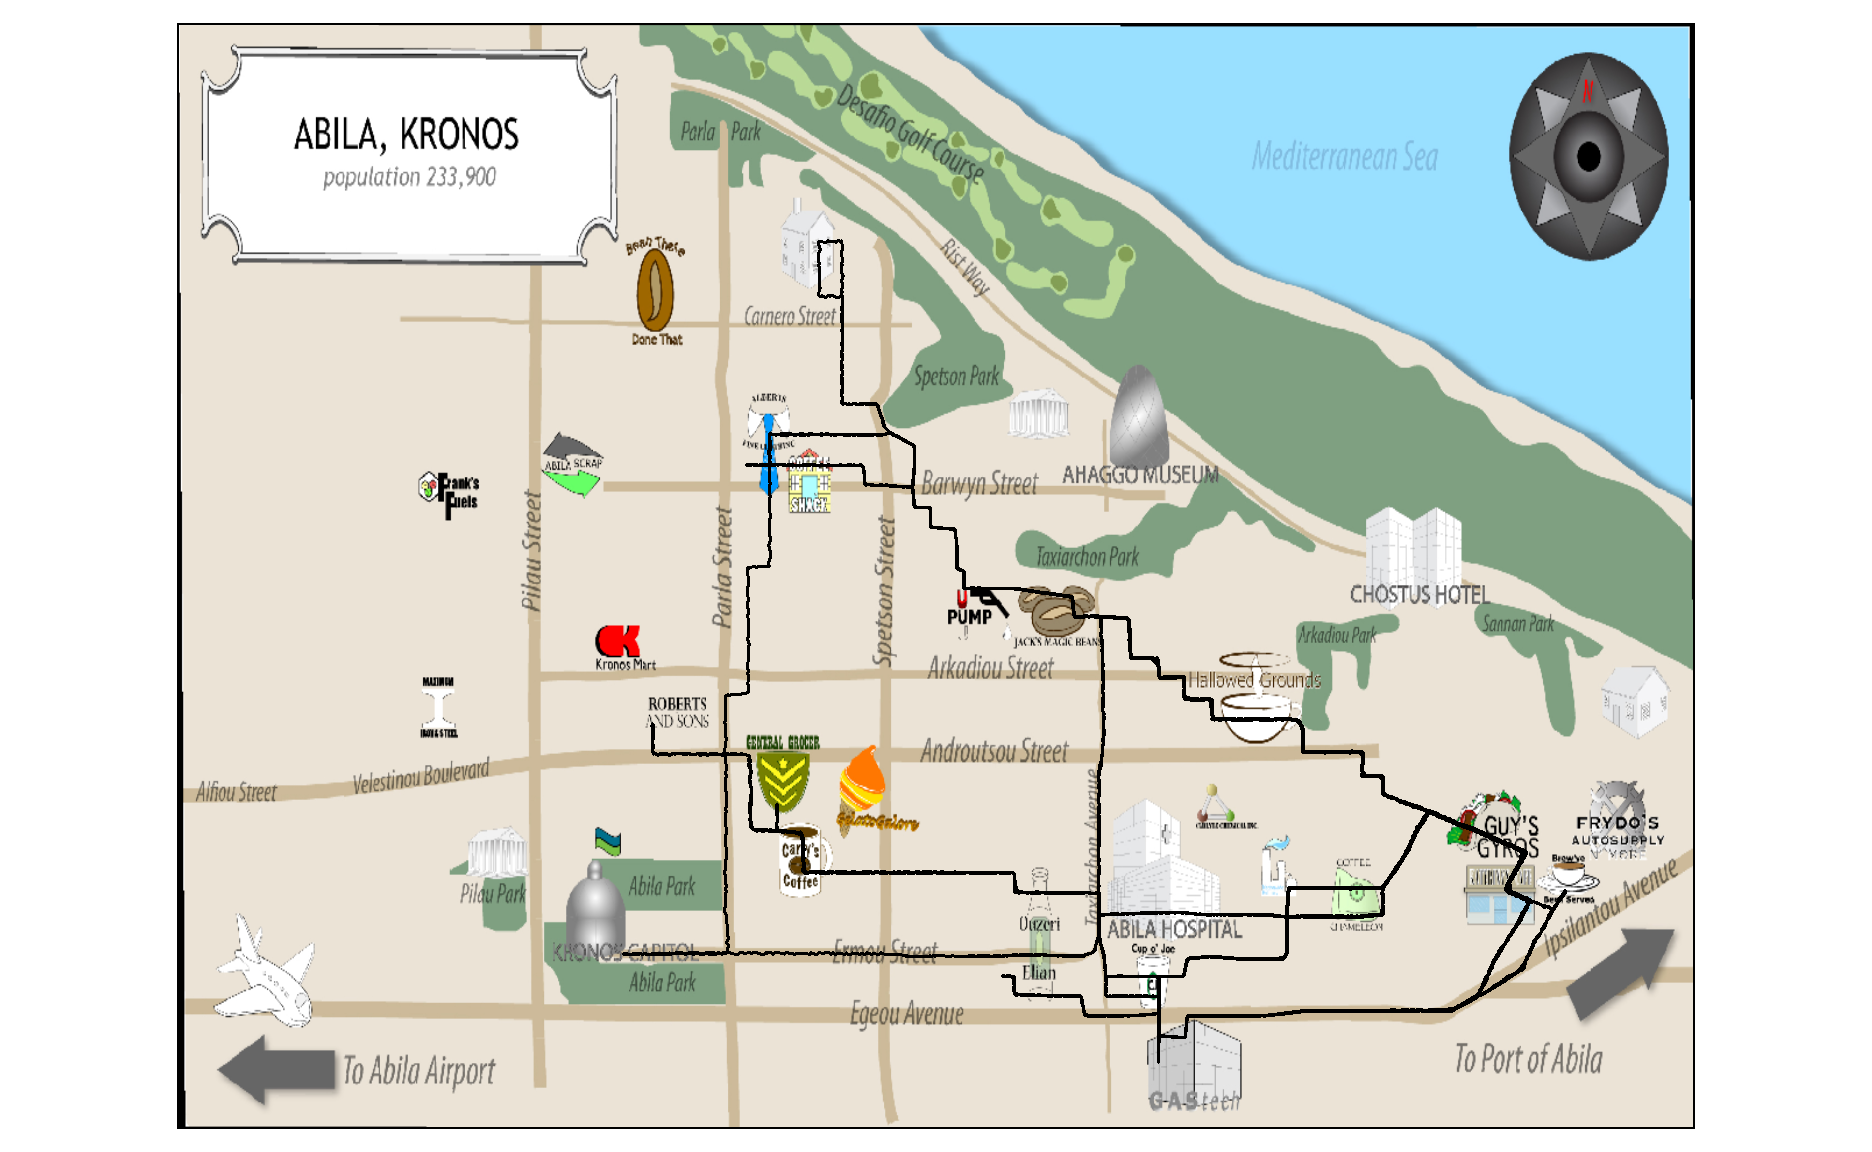 ABILA, KRONOS
population 233,900
N
Mediterranean Sea
Desafio Golf Course
Parla Park
Rist Way
Bean There
Done That
Carnero Street
Spetson Park
ALBERTS
ABILA SCRAP
COFFEE
SHACK
Frank's
Fuels
Barwyn Street
AHAGGO MUSEUM
Pilau Street
Parla Street
Spetson Street
Taxiarchon Park
CHOSTUS HOTEL
Arkadiou Park
Sannan Park
U
PUMP
JACK'S MAGIC BEANS
Kronos Mart
Arkadiou Street
Hallowed Grounds
MAXIMUM
IRON & STEEL
ROBERTS
AND SONS
GENERAL GROCER
Androutsou Street
Velestinou Boulevard
Alfiou Street
Taxiarchon Avenue
GelatoGalore
CARLYLE CHEMICAL INC.
GUY'S
GYROS
FRYDO'S
AUTOSUPPLY
N' MORE
Carly's
Coffee
Pilau Park
Abila Park
COFFEE
CHAMELEON
Brew've
Been Served
Ipsilantou Avenue
Ouzeri
Elian
ABILA HOSPITAL
Cup o' Joe
KRONOS CAPITOL
Ermou Street
Abila Park
Egeou Avenue
To Abila Airport
To Port of Abila
GAStech